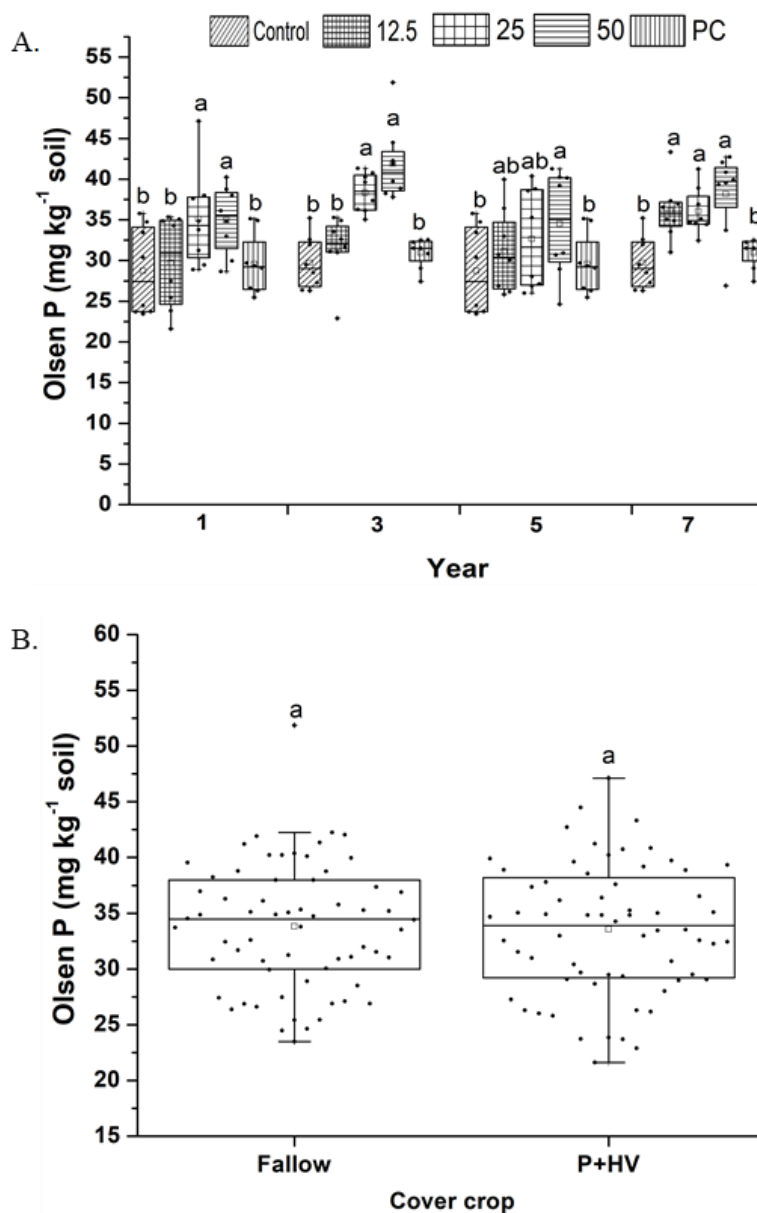 A.
Control 12.5 25 50 PC
Olsen P (mg kg⁻¹ soil)
55
50
45
40
35
30
25
20
15
10
5
0
b b a a b
b b a a b
b ab ab a b
b a a a b
1 3 5 7
Year
B.
Olsen P (mg kg⁻¹ soil)
60
55
50
45
40
35
30
25
20
15
a a
Fallow P+HV
Cover crop